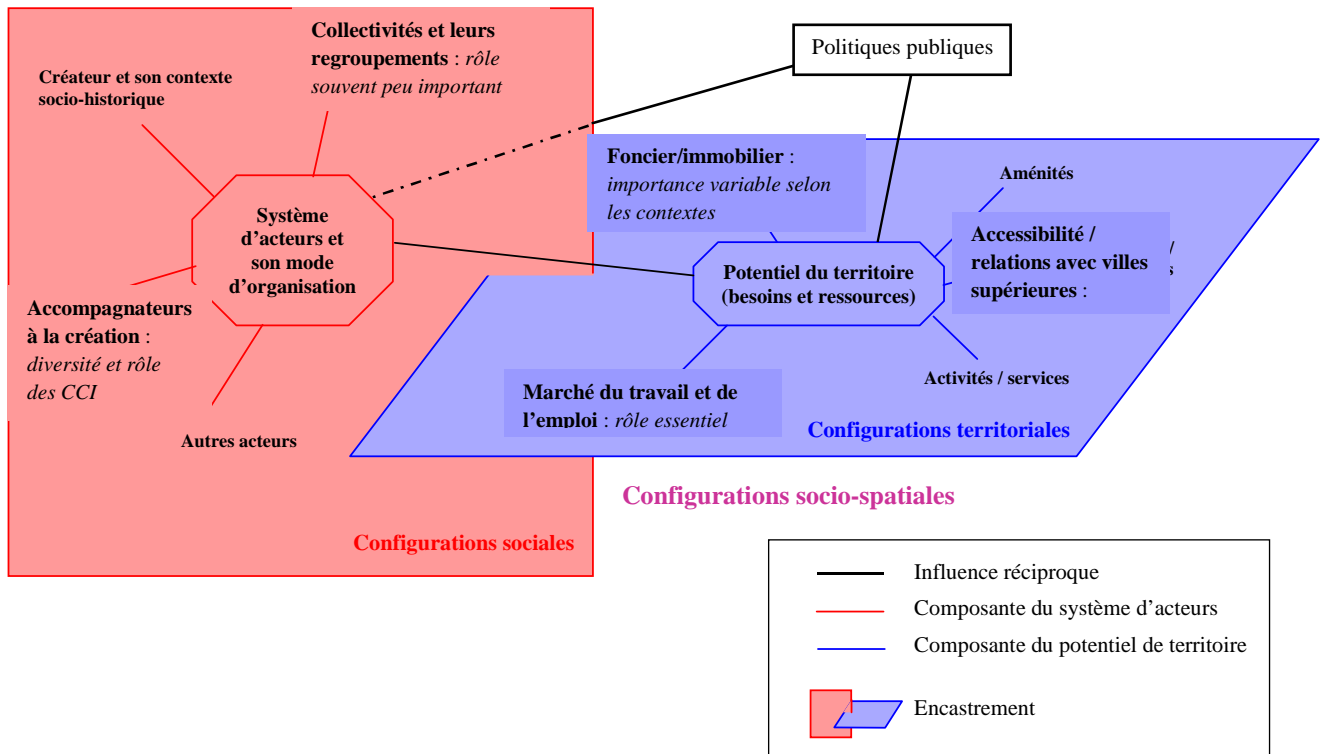 Collectivités et leurs
regroupements : rôle
souvent peu important
Créateur et son contexte
socio-historique
Politiques publiques
Foncier/immobilier :
importance variable selon
les contextes
Aménités
Système
d’acteurs et
son mode
d’organisation
Accessibilité /
relations avec villes
supérieures :
Potentiel du territoire
(besoins et ressources)
Accompagnateurs
à la création :
diversité et rôle
des CCI
Activités / services
Marché du travail et de
l’emploi : rôle essentiel
Autres acteurs
Configurations territoriales
Configurations socio-spatiales
Configurations sociales
Influence réciproque
Composante du système d’acteurs
Composante du potentiel de territoire
Encastrement